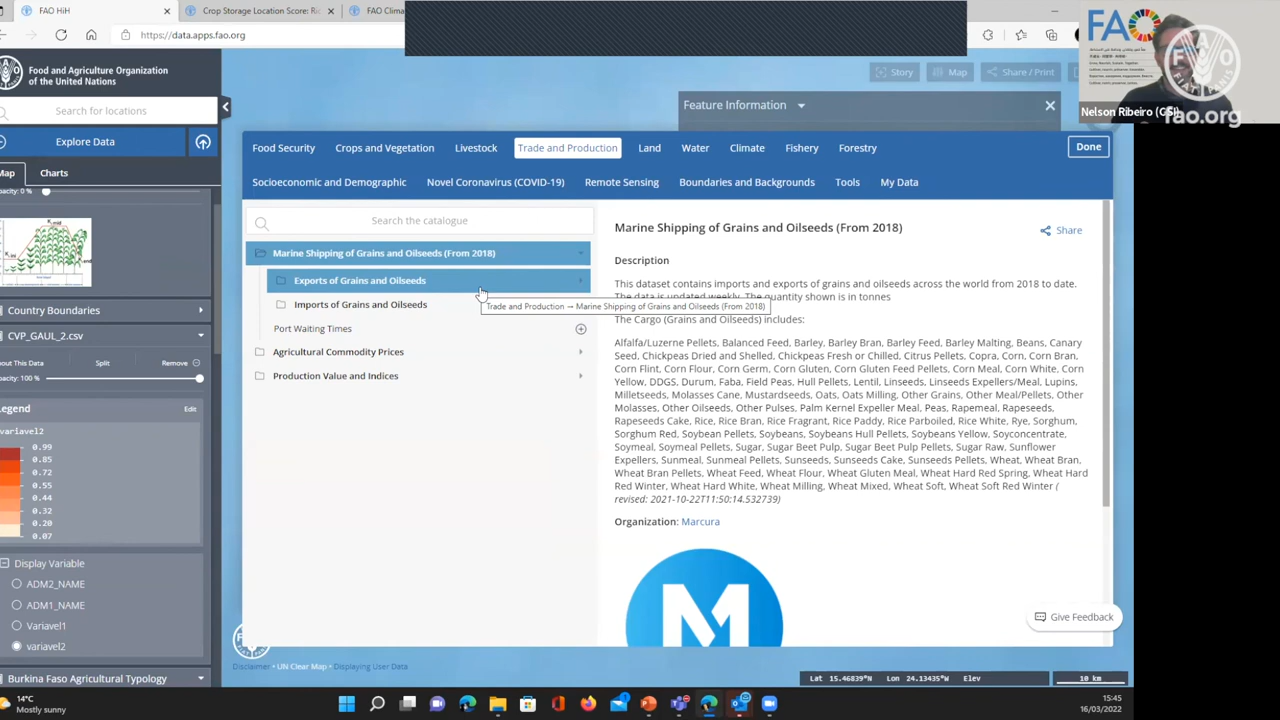 FAO HiH
Crop Storage Location Score: RI
FAO Clima
https://data.apps.fao.org
Food and Agriculture Organization
of the United Nations
Search for locations
Story
Map
Share / Print
FAO
Nelson Ribeiro (CSI)
fao.org
FIAT PANIS
Feature Information
Explore Data
Map
Charts
Food Security
Crops and Vegetation
Livestock
Trade and Production
Land
Water
Climate
Fishery
Forestry
Done
Socioeconomic and Demographic
Novel Coronavirus (COVID-19)
Remote Sensing
Boundaries and Backgrounds
Tools
My Data
pacity: 0 %
Search the catalogue
Marine Shipping of Grains and Oilseeds (From 2018)
Exports of Grains and Oilseeds
Imports of Grains and Oilseeds
Port Waiting Times
Agricultural Commodity Prices
Production Value and Indices
Trade and Production → Marine Shipping of Grains and Oilseeds (From 2018)
Marine Shipping of Grains and Oilseeds (From 2018)
Share
Description
This dataset contains imports and exports of grains and oilseeds across the world from 2018 to date.
The data is updated weekly. The quantity shown is in tonnes
The Cargo (Grains and Oilseeds) includes:
Alfalfa/Luzerne Pellets, Balanced Feed, Barley, Barley Bran, Barley Feed, Barley Malting, Beans, Canary
Seed, Chickpeas Dried and Shelled, Chickpeas Fresh or Chilled, Citrus Pellets, Copra, Corn, Corn Bran,
Corn Flint, Corn Flour, Corn Germ, Corn Gluten, Corn Gluten Feed Pellets, Corn Meal, Corn White, Corn
Yellow, DDGS, Durum, Faba, Field Peas, Hull Pellets, Lentil, Linseeds, Linseeds Expellers/Meal, Lupins,
Milletseeds, Molasses Cane, Mustardseeds, Oats, Oats Milling, Other Grains, Other Meal/Pellets, Other
Molasses, Other Oilseeds, Other Pulses, Palm Kernel Expeller Meal, Peas, Rapemeal, Rapeseeds,
Rapeseeds Cake, Rice, Rice Bran, Rice Fragrant, Rice Paddy, Rice Parboiled, Rice White, Rye, Sorghum,
Sorghum Red, Soybean Pellets, Soybeans, Soybeans Hull Pellets, Soybeans Yellow, Soyconcentrate,
Soymeal, Soymeal Pellets, Sugar, Sugar Beet Pulp, Sugar Beet Pulp Pellets, Sugar Raw, Sunflower
Expellers, Sunmeal, Sunmeal Pellets, Sunseeds, Sunseeds Cake, Sunseeds Pellets, Wheat, Wheat Bran,
Wheat Bran Pellets, Wheat Feed, Wheat Flour, Wheat Gluten Meal, Wheat Hard Red Spring, Wheat Hard
Red Winter, Wheat Hard White, Wheat Milling, Wheat Mixed, Wheat Soft, Wheat Soft Red Winter (
revised: 2021-10-22T11:50:14.532739)
Organization: Marcura
M
Give Feedback
Country Boundaries
CVP_GAUL_2.csv
bout This Data
Split
Remove
pacity: 100 %
Legend
Edit
variavel2
0.99
0.85
0.72
0.55
0.44
0.32
0.20
0.07
Display Variable
ADM2_NAME
ADM1_NAME
Variavel1
variavel2
Burkina Faso Agricultural Typology
Disclaimer • UN Clear Map • Displaying User Data
Lat 15.46839°N Lon 24.13435°W Elev
10 km
14°C
Mostly sunny
15:45
16/03/2022